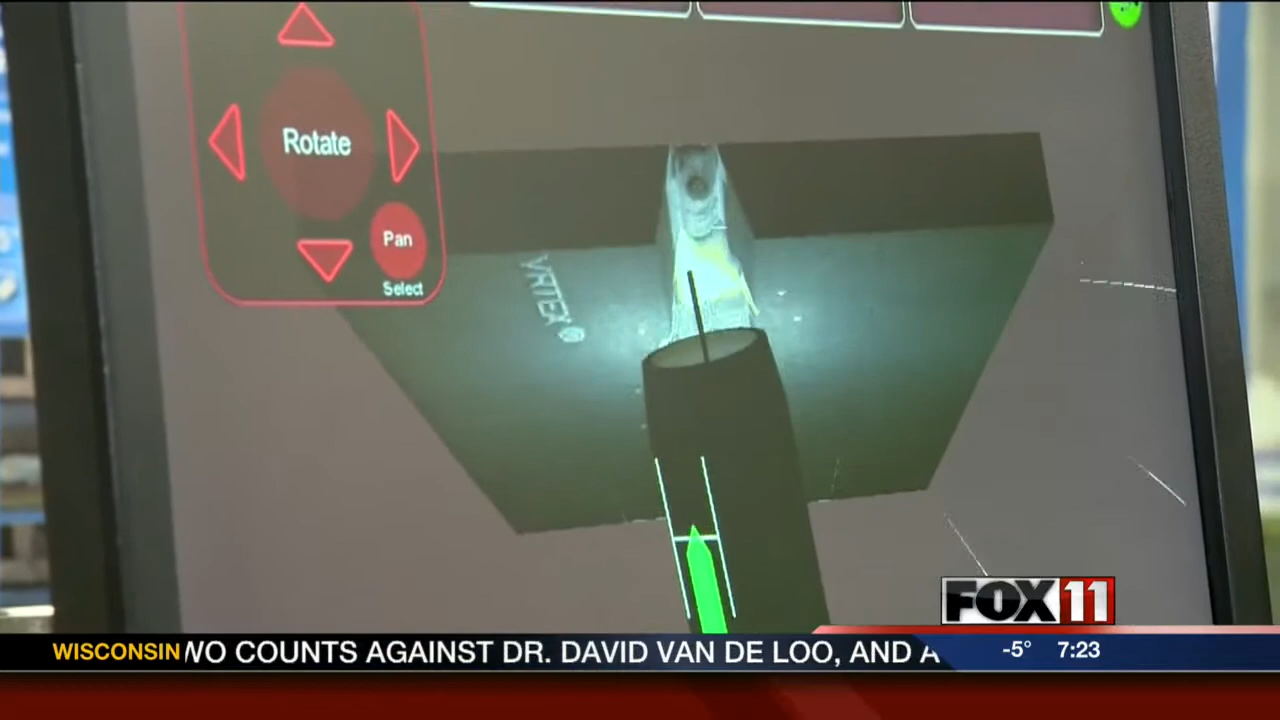 Rotate
Pan
Select
VRTEX®
FOX 11
WISCONSIN WO COUNTS AGAINST DR. DAVID VAN DE LOO, AND A
-5° 7:23